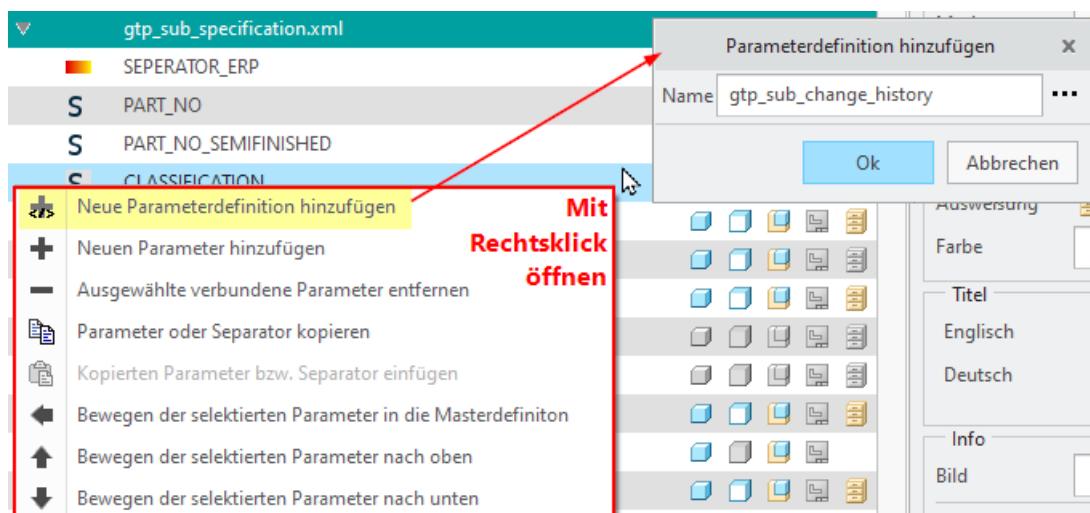 gtp_sub_specification.xml
SEPERATOR_ERP
S PART_NO
S PART_NO_SEMIFINISHED
CLASSIFICATION
Parameterdefinition hinzufügen x
Name gtp_sub_change_history ...
Ok Abbrechen
Neue Parameterdefinition hinzufügen
Neuen Parameter hinzufügen
Ausgewählte verbundene Parameter entfernen
Parameter oder Separator kopieren
Kopierten Parameter bzw. Separator einfügen
Bewegen der selektierten Parameter in die Masterdefiniton
Bewegen der selektierten Parameter nach oben
Bewegen der selektierten Parameter nach unten
Mit
Rechtsklick
öffnen
Ausweisung
Farbe
Titel
Englisch
Deutsch
Info
Bild